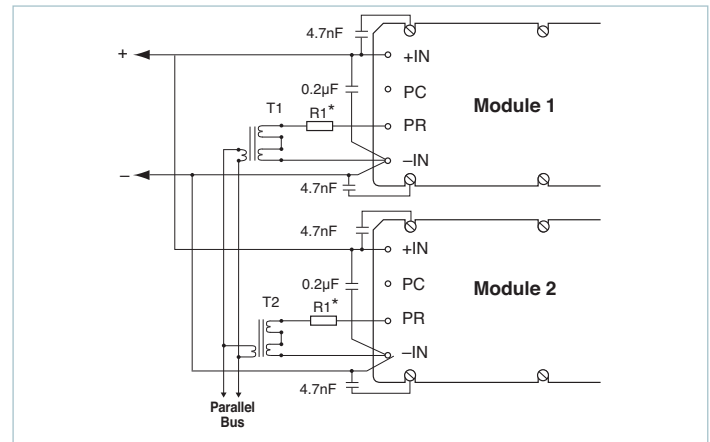 4.7nF
+
+IN
0.2µF
PC
Module 1
T1
R1*
PR
–IN
–
4.7nF
4.7nF
+IN
0.2µF
PC
Module 2
T2
R1*
PR
–IN
4.7nF
Parallel
Bus